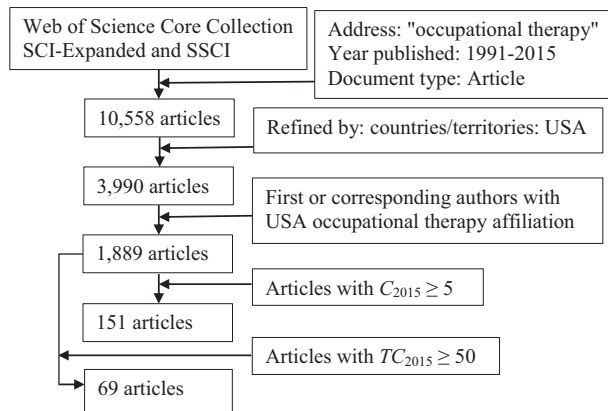 Web of Science Core Collection
SCI-Expanded and SSCI
Address: "occupational therapy"
Year published: 1991-2015
Document type: Article
10,558 articles
Refined by: countries/territories: USA
3,990 articles
First or corresponding authors with
USA occupational therapy affiliation
1,889 articles
Articles with C2015 ≥ 5
151 articles
Articles with TC2015 ≥ 50
69 articles